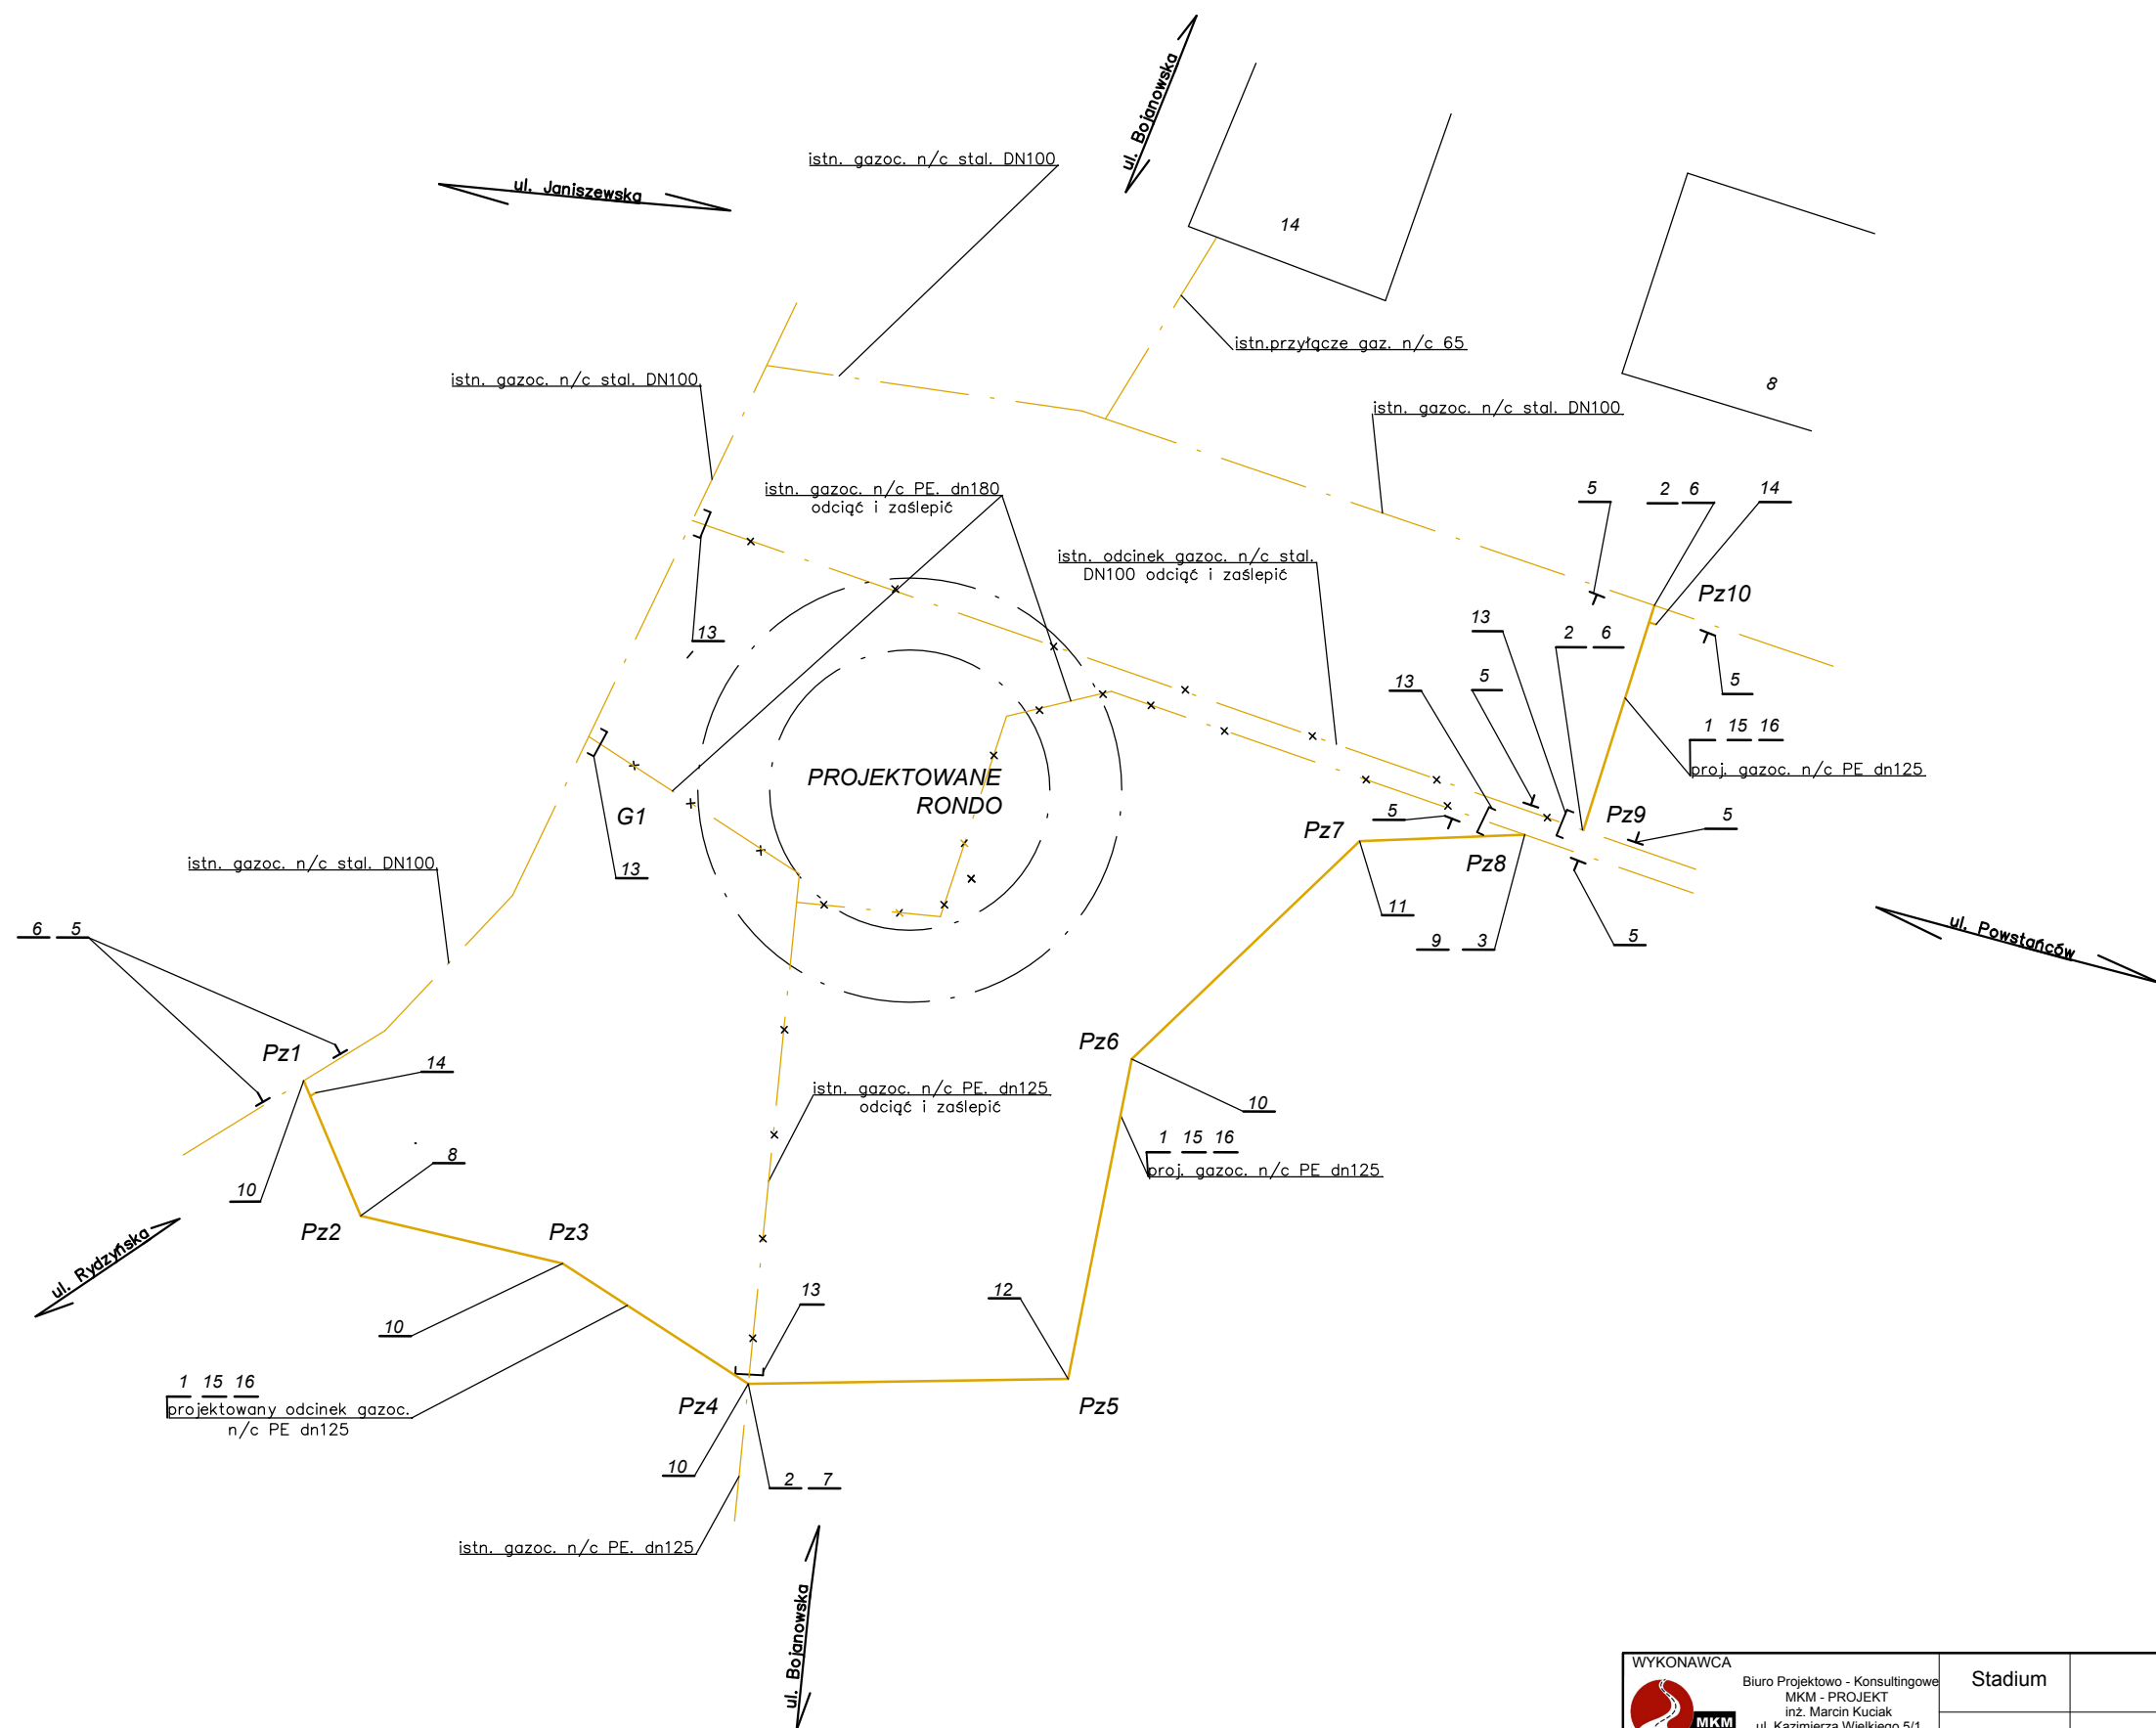 ul. Bojanowska
istn. gazoc. n/c stal. DN100
ul. Janiszewska
14
istn.przyłącze gaz. n/c 65
istn. gazoc. n/c stal. DN100
8
istn. gazoc. n/c stal. DN100
istn. gazoc. n/c PE. dn180
odciąć i zaślepić
5
2 6
14
istn. odcinek gazoc. n/c stal.
DN100 odciąć i zaślepić
Pz10
13
13
2 6
13
5
5
1 15 16
proj. gazoc. n/c PE dn125
PROJEKTOWANE
RONDO
G1
5
Pz9
5
Pz7
Pz8
13
istn. gazoc. n/c stal. DN100
11
6 5
9 3
5
ul. Powstańców
Pz1
Pz6
14
istn. gazoc. n/c PE. dn125
odciąć i zaślepić
10
1 15 16
proj. gazoc. n/c PE dn125
8
10
Pz2
Pz3
ul. Rydzyńska
13
12
10
1 15 16
projektowany odcinek gazoc.
n/c PE dn125
Pz4
Pz5
10
2 7
istn. gazoc. n/c PE. dn125
ul. Bojanowska
WYKONAWCA
Biuro Projektowo - Konsultingowe
MKM - PROJEKT
inż. Marcin Kuciak
ul. Kazimierza Wielkiego 5/1
MKM
Stadium